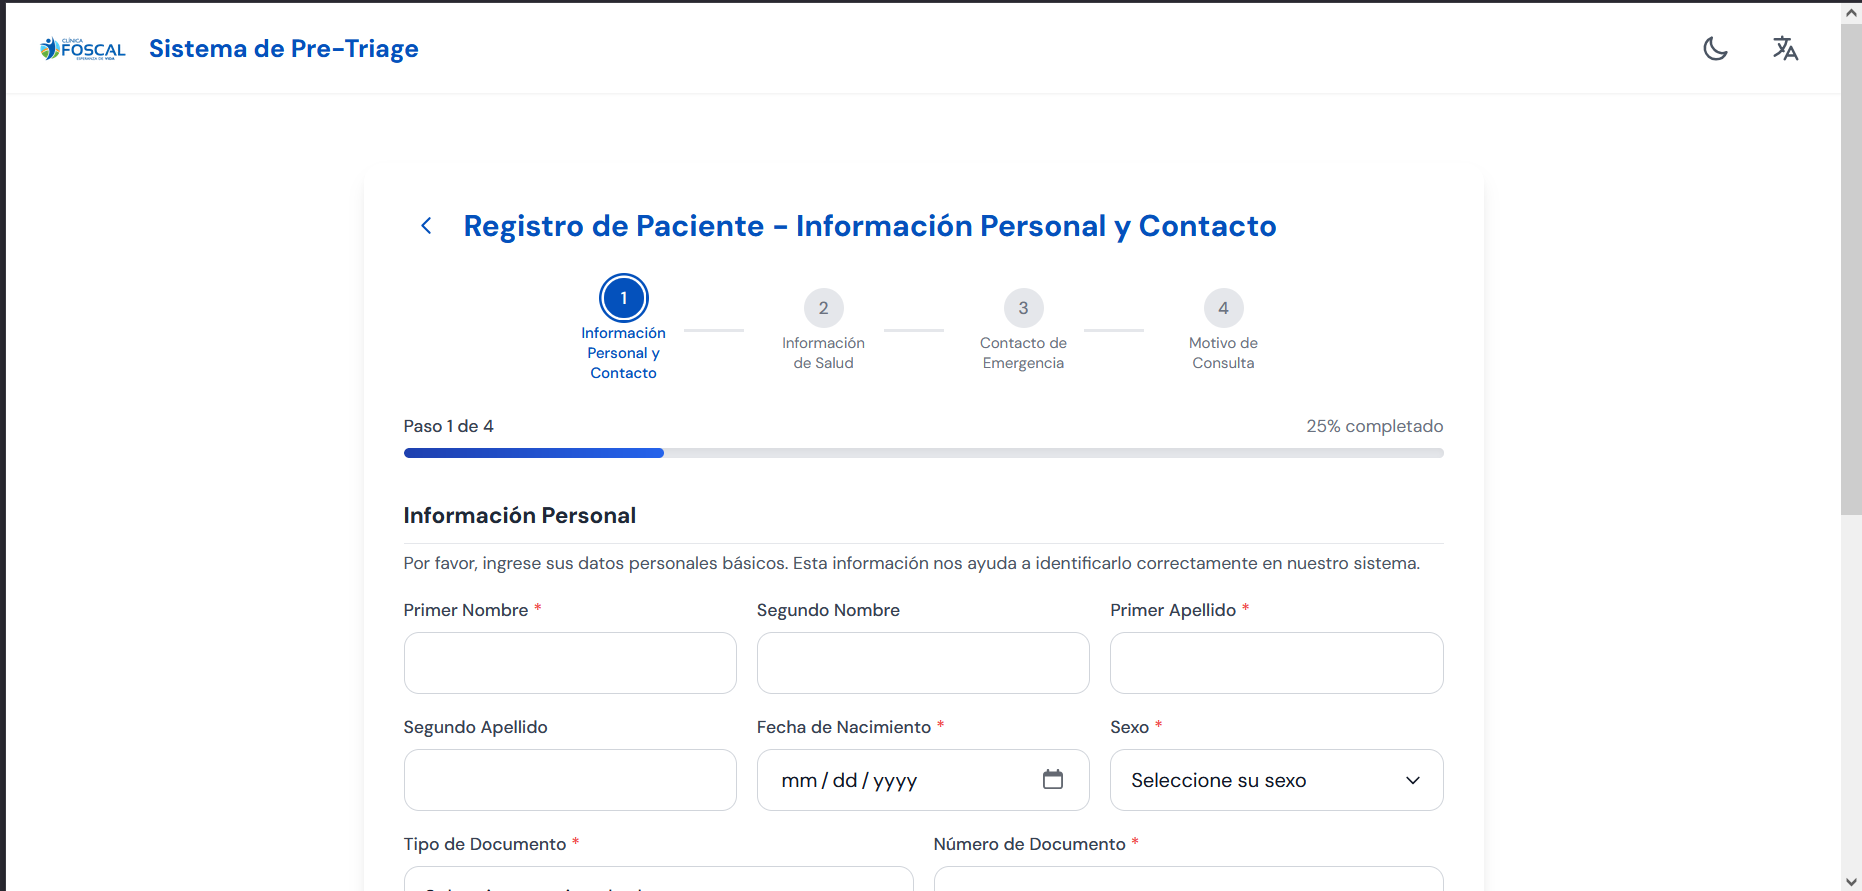 CLÍNICA
FOSCAL
ESPERANZA DE VIDA
Sistema de Pre-Triage
Registro de Paciente - Información Personal y Contacto
1
Información
Personal y
Contacto
2
Información
de Salud
3
Contacto de
Emergencia
4
Motivo de
Consulta
Paso 1 de 4
25% completado
Información Personal
Por favor, ingrese sus datos personales básicos. Esta información nos ayuda a identificarlo correctamente en nuestro sistema.
Primer Nombre *
Segundo Nombre
Primer Apellido *
Segundo Apellido
Fecha de Nacimiento *
Sexo *
mm/dd/yyyy
Seleccione su sexo
Tipo de Documento *
Número de Documento *